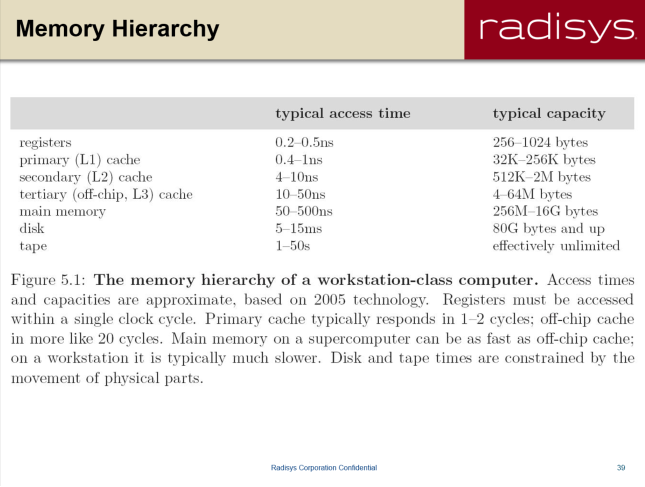 Memory Hierarchy
radisys.
typical access time typical capacity
registers 0.2–0.5ns 256–1024 bytes
primary (L1) cache 0.4–1ns 32K–256K bytes
secondary (L2) cache 4–10ns 512K–2M bytes
tertiary (off-chip, L3) cache 10–50ns 4–64M bytes
main memory 50–500ns 256M–16G bytes
disk 5–15ms 80G bytes and up
tape 1–50s effectively unlimited
Figure 5.1: The memory hierarchy of a workstation-class computer. Access times
and capacities are approximate, based on 2005 technology. Registers must be accessed
within a single clock cycle. Primary cache typically responds in 1–2 cycles; off-chip cache
in more like 20 cycles. Main memory on a supercomputer can be as fast as off-chip cache;
on a workstation it is typically much slower. Disk and tape times are constrained by the
movement of physical parts.
Radisys Corporation Confidential 39